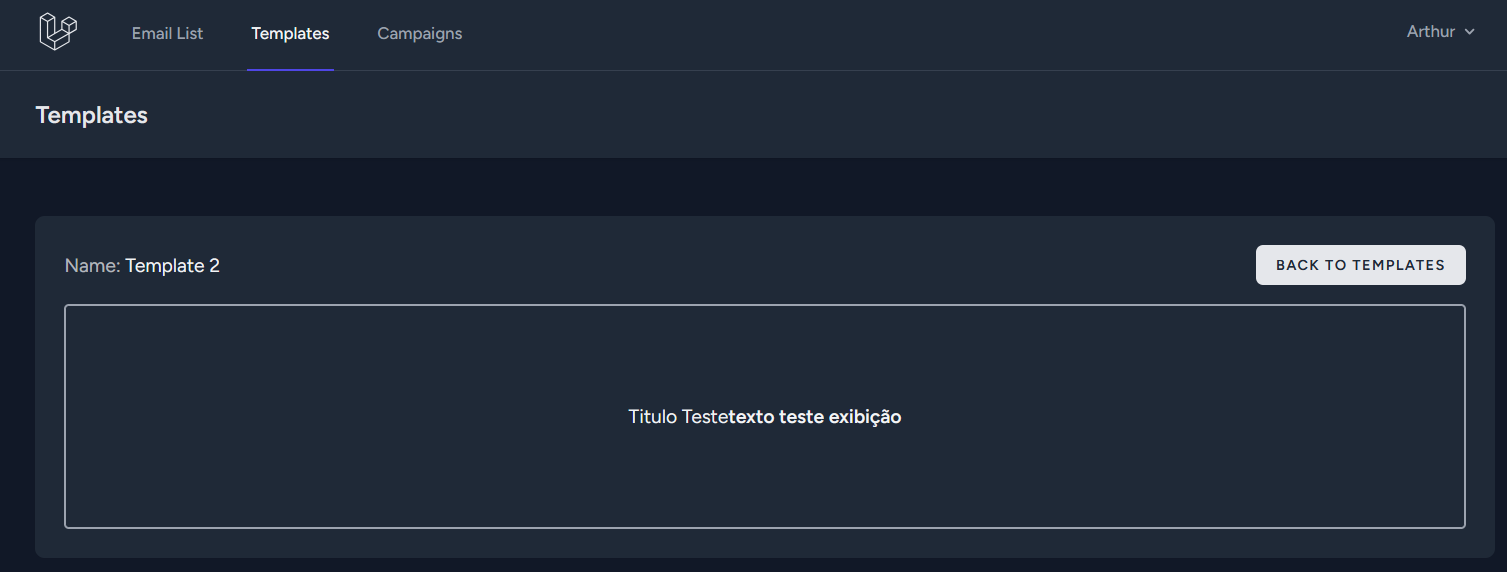 Email List Templates Campaigns Arthur
Templates
Name: Template 2 BACK TO TEMPLATES
Titulo Testetexto teste exibição